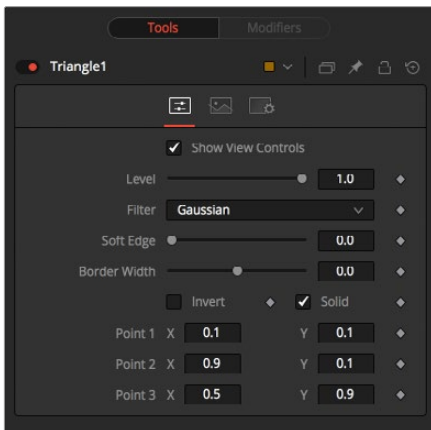 Tools Modifiers
Triangle1
Show View Controls
Level 1.0
Filter Gaussian
Soft Edge 0.0
Border Width 0.0
Invert Solid
Point 1 X 0.1 Y 0.1
Point 2 X 0.9 Y 0.1
Point 3 X 0.5 Y 0.9